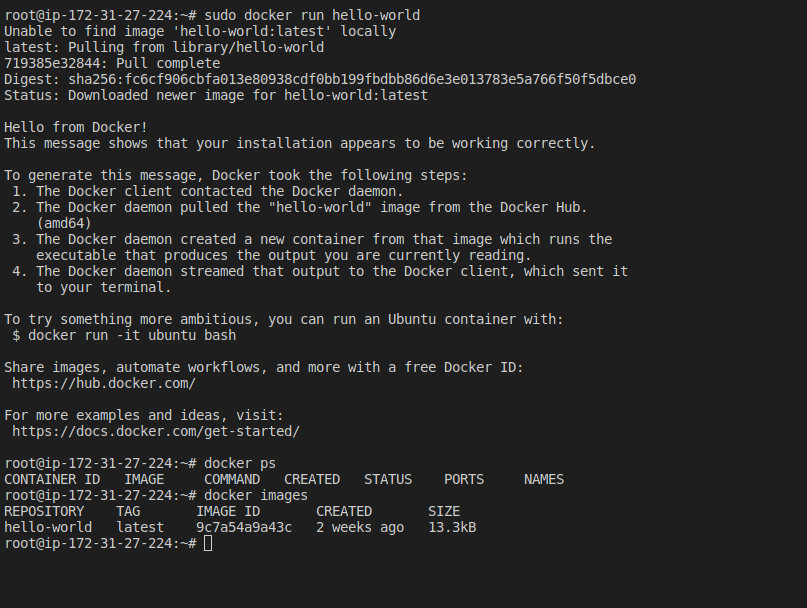 root@ip-172-31-27-224:~# sudo docker run hello-world
Unable to find image 'hello-world:latest' locally
latest: Pulling from library/hello-world
719385e32844: Pull complete
Digest: sha256:fc6cf906cbfa013e80938cdf0bb199fbdbb86d6e3e013783e5a766f50f5dbce0
Status: Downloaded newer image for hello-world:latest

Hello from Docker!
This message shows that your installation appears to be working correctly.

To generate this message, Docker took the following steps:
 1. The Docker client contacted the Docker daemon.
 2. The Docker daemon pulled the "hello-world" image from the Docker Hub.
    (amd64)
 3. The Docker daemon created a new container from that image which runs the
    executable that produces the output you are currently reading.
 4. The Docker daemon streamed that output to the Docker client, which sent it
    to your terminal.

To try something more ambitious, you can run an Ubuntu container with:
 $ docker run -it ubuntu bash

Share images, automate workflows, and more with a free Docker ID:
 https://hub.docker.com/

For more examples and ideas, visit:
 https://docs.docker.com/get-started/

root@ip-172-31-27-224:~# docker ps
CONTAINER ID   IMAGE     COMMAND   CREATED   STATUS    PORTS     NAMES
root@ip-172-31-27-224:~# docker images
REPOSITORY    TAG       IMAGE ID       CREATED       SIZE
hello-world   latest    9c7a54a9a43c   2 weeks ago   13.3kB
root@ip-172-31-27-224:~#